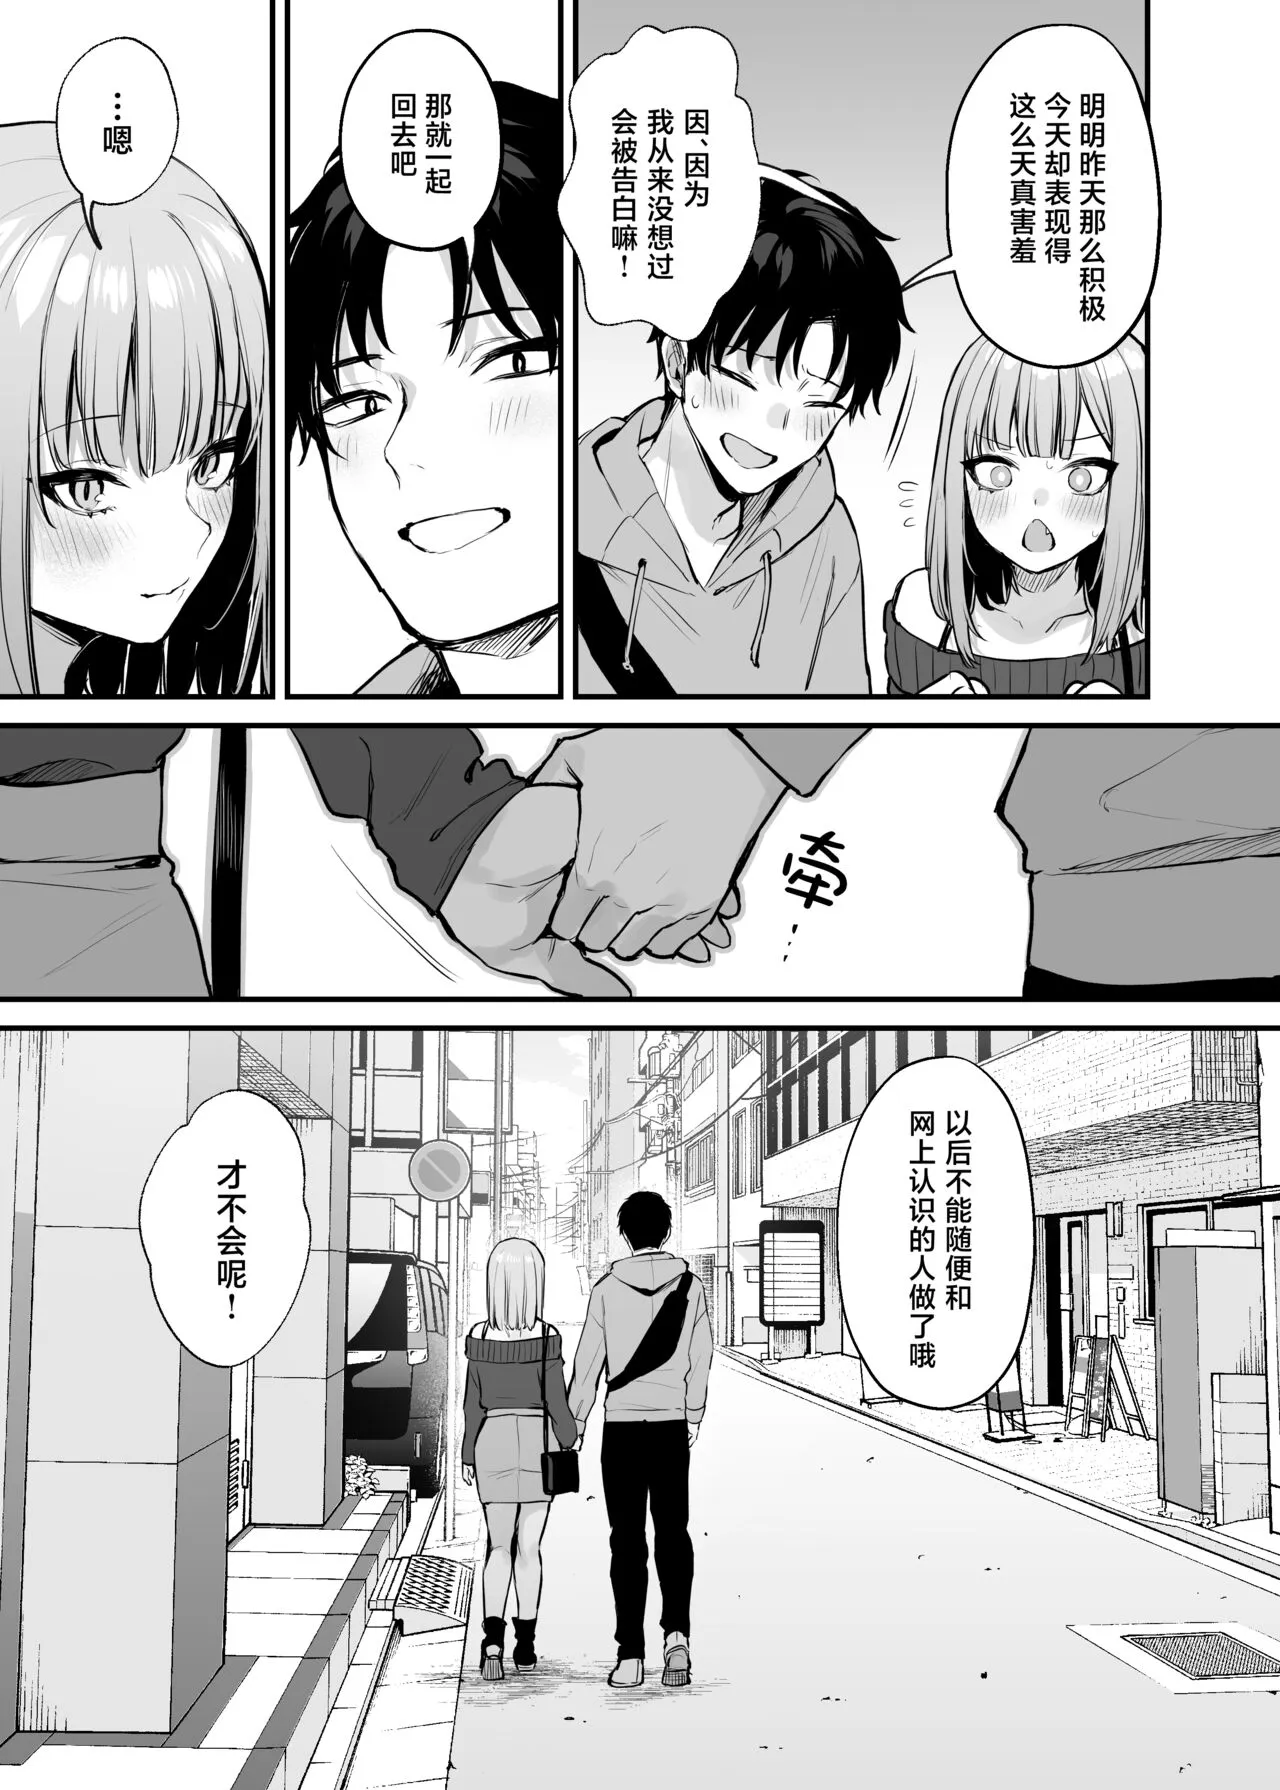 明明昨天那么积极
今天却表现得
这么天真害羞
因、因为
我从来没想过
会被告白嘛！
那就一起
回去吧
…嗯
牵…
以后不能随便和
网上认识的人做了哦
才不会呢！